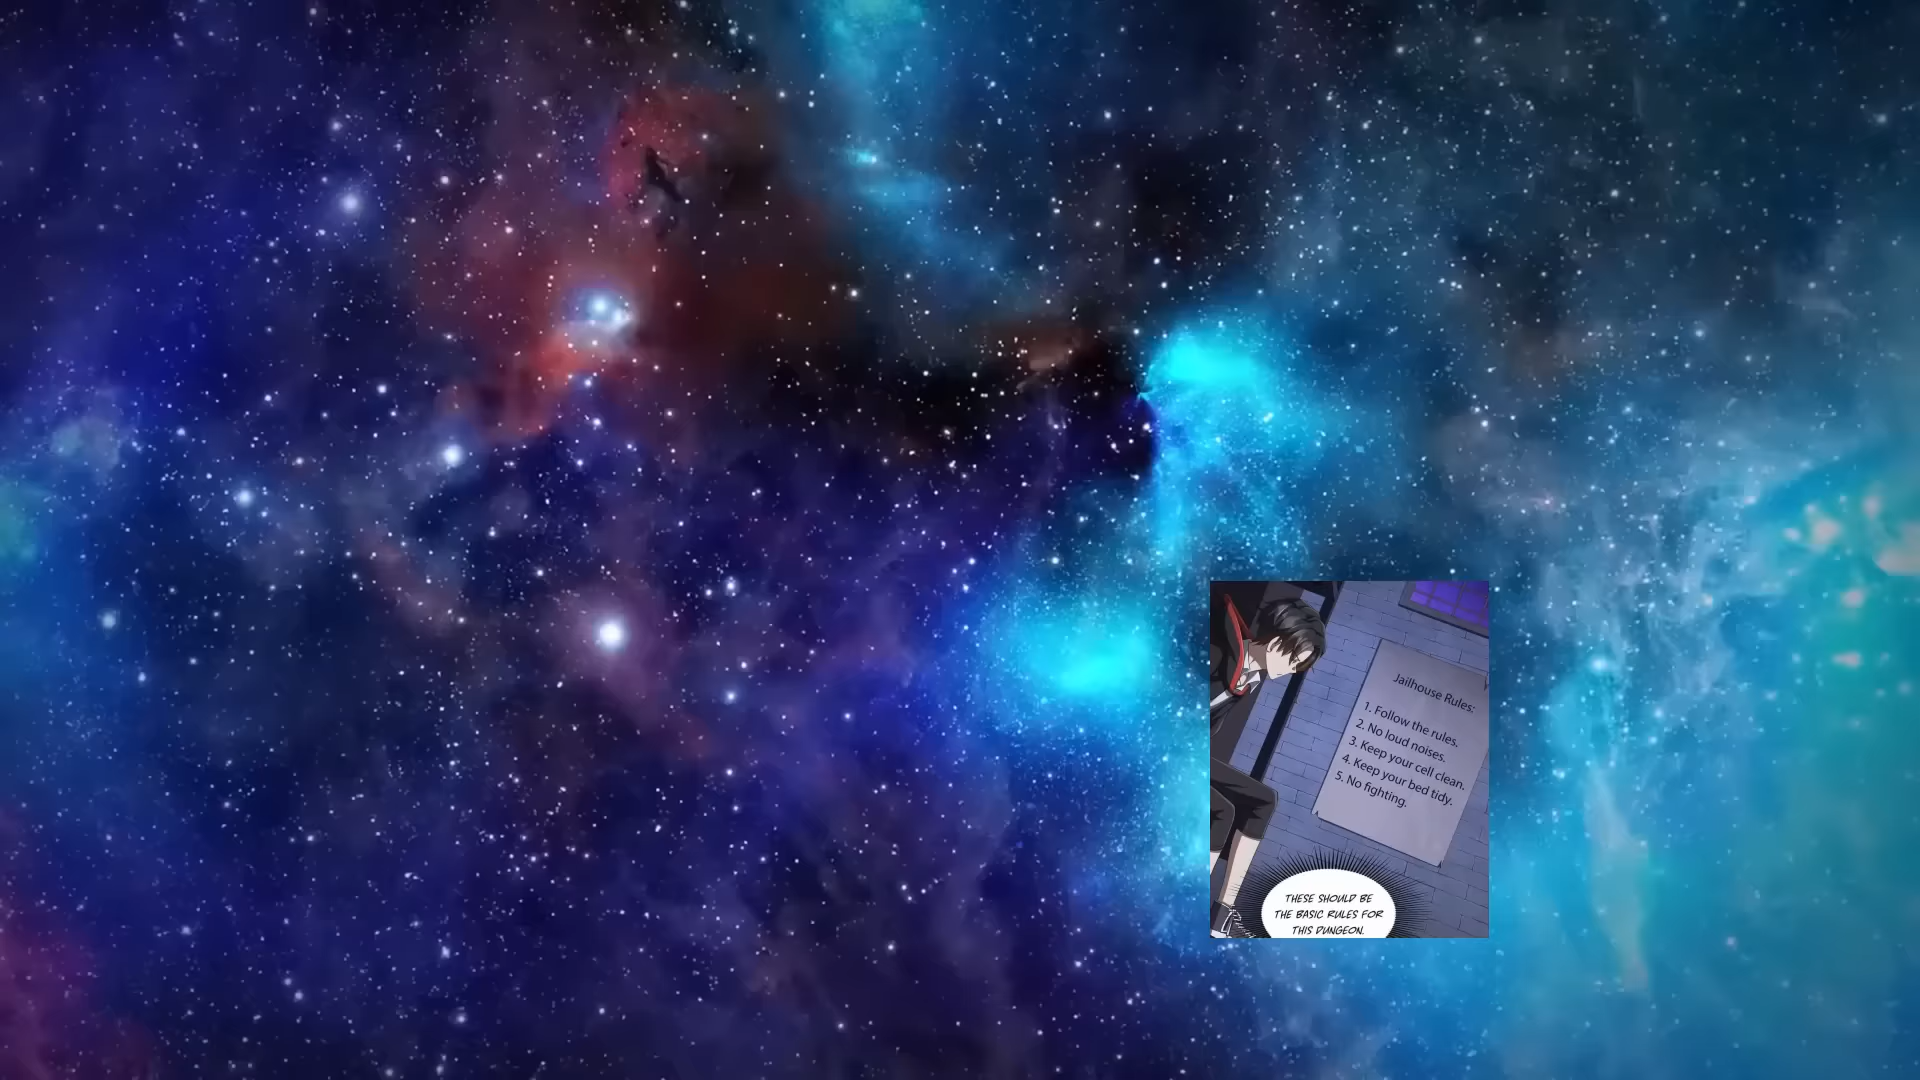 Jailhouse Rules:
1. Follow the rules.
2. No loud noises.
3. Keep your cell clean.
4. Keep your bed tidy.
5. No fighting.
THESE SHOULD BE
THE BASIC RULES FOR
THIS DUNGEON.